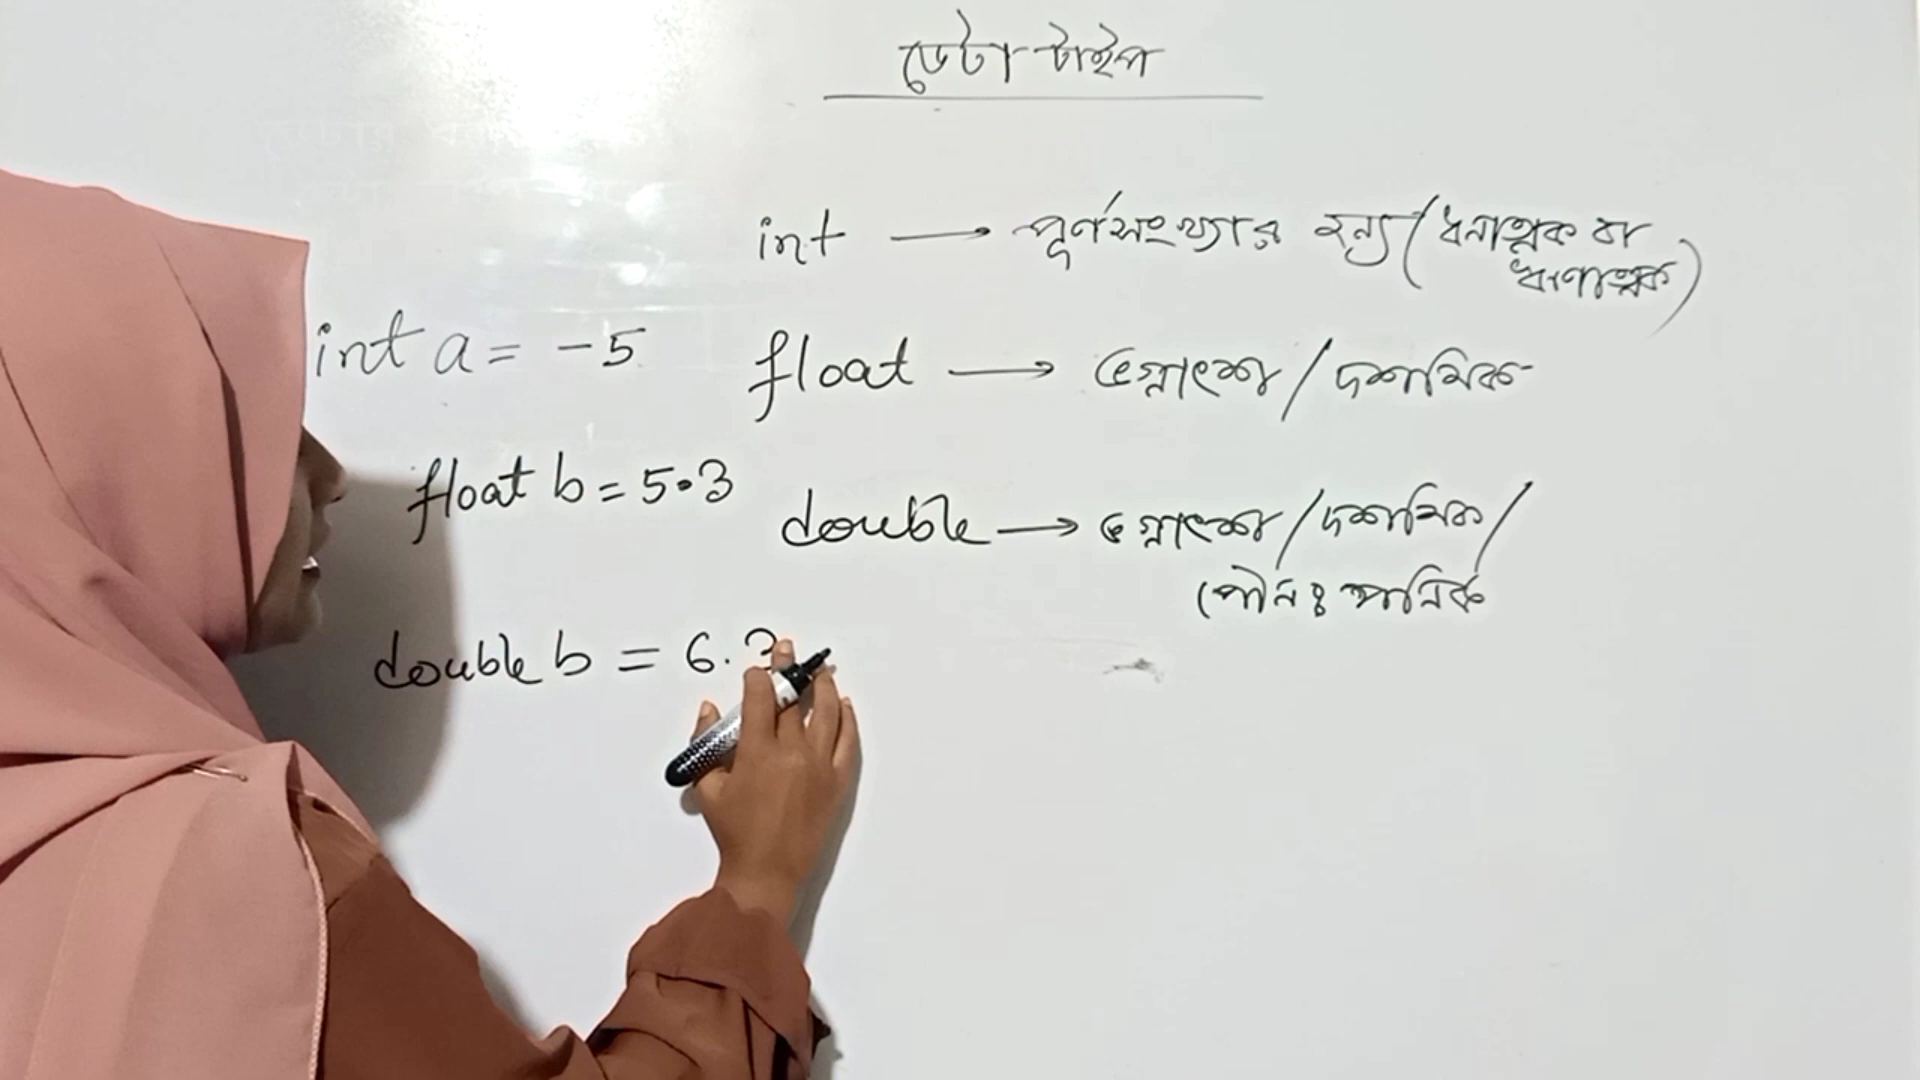 ডেটা টাইপ
int → পূর্ণসংখ্যার জন্য (ধনাত্মক বা
ঋণাত্মক)
int a = -5
float → ভগ্নাংশ / দশমিক
float b = 5.3
double → ভগ্নাংশ / দশমিক /
পৌনঃপুনিক
double b = 6.3